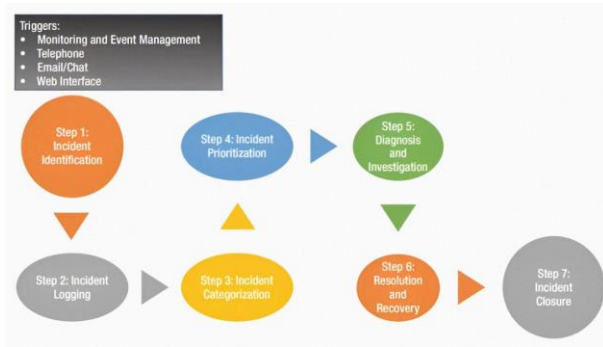 Triggers:
• Monitoring and Event Management
• Telephone
• Email/Chat
• Web Interface
Step 1:
Incident
Identification
Step 2: Incident
Logging
Step 3: Incident
Categorization
Step 4: Incident
Prioritization
Step 5:
Diagnosis
and
Investigation
Step 6:
Resolution
and
Recovery
Step 7:
Incident
Closure